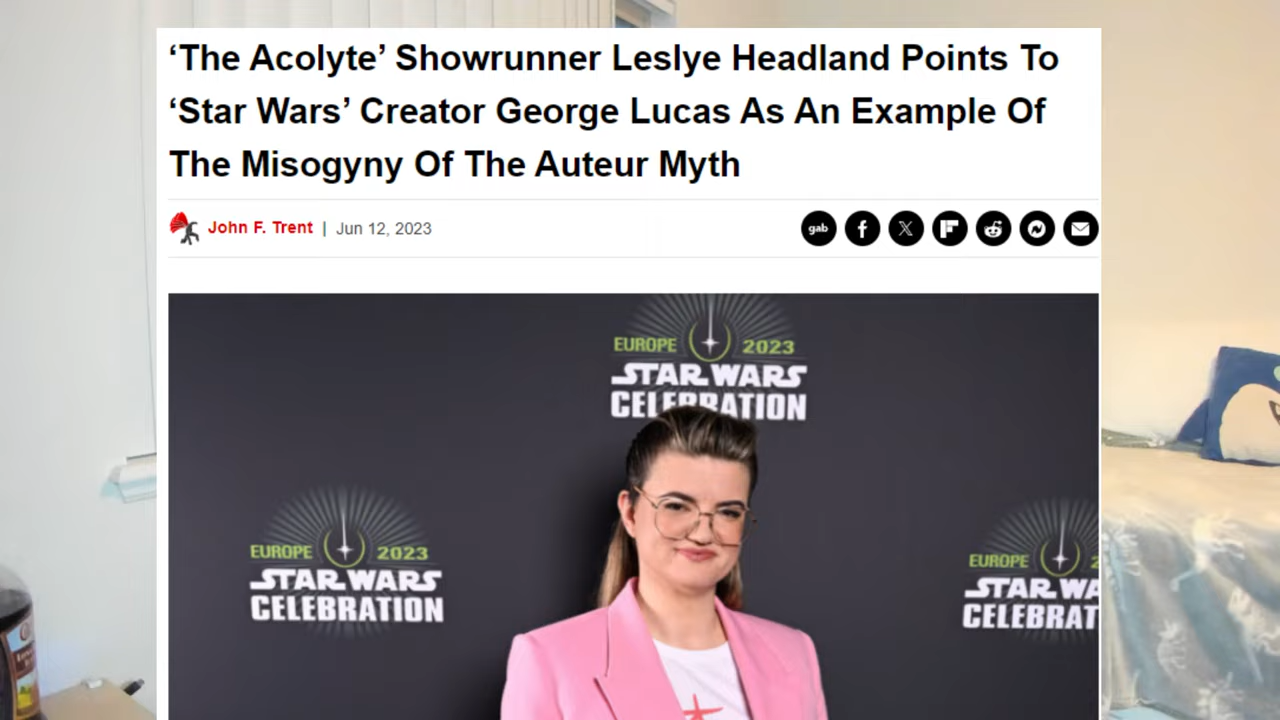 ‘The Acolyte’ Showrunner Leslye Headland Points To
‘Star Wars’ Creator George Lucas As An Example Of
The Misogyny Of The Auteur Myth
John F. Trent | Jun 12, 2023
gab
EUROPE 2023
STAR WARS
CELEBRATION
EUROPE 2023
STAR WARS
CELEBRATION
EUROPE 2
STAR WA
CELEBRAT